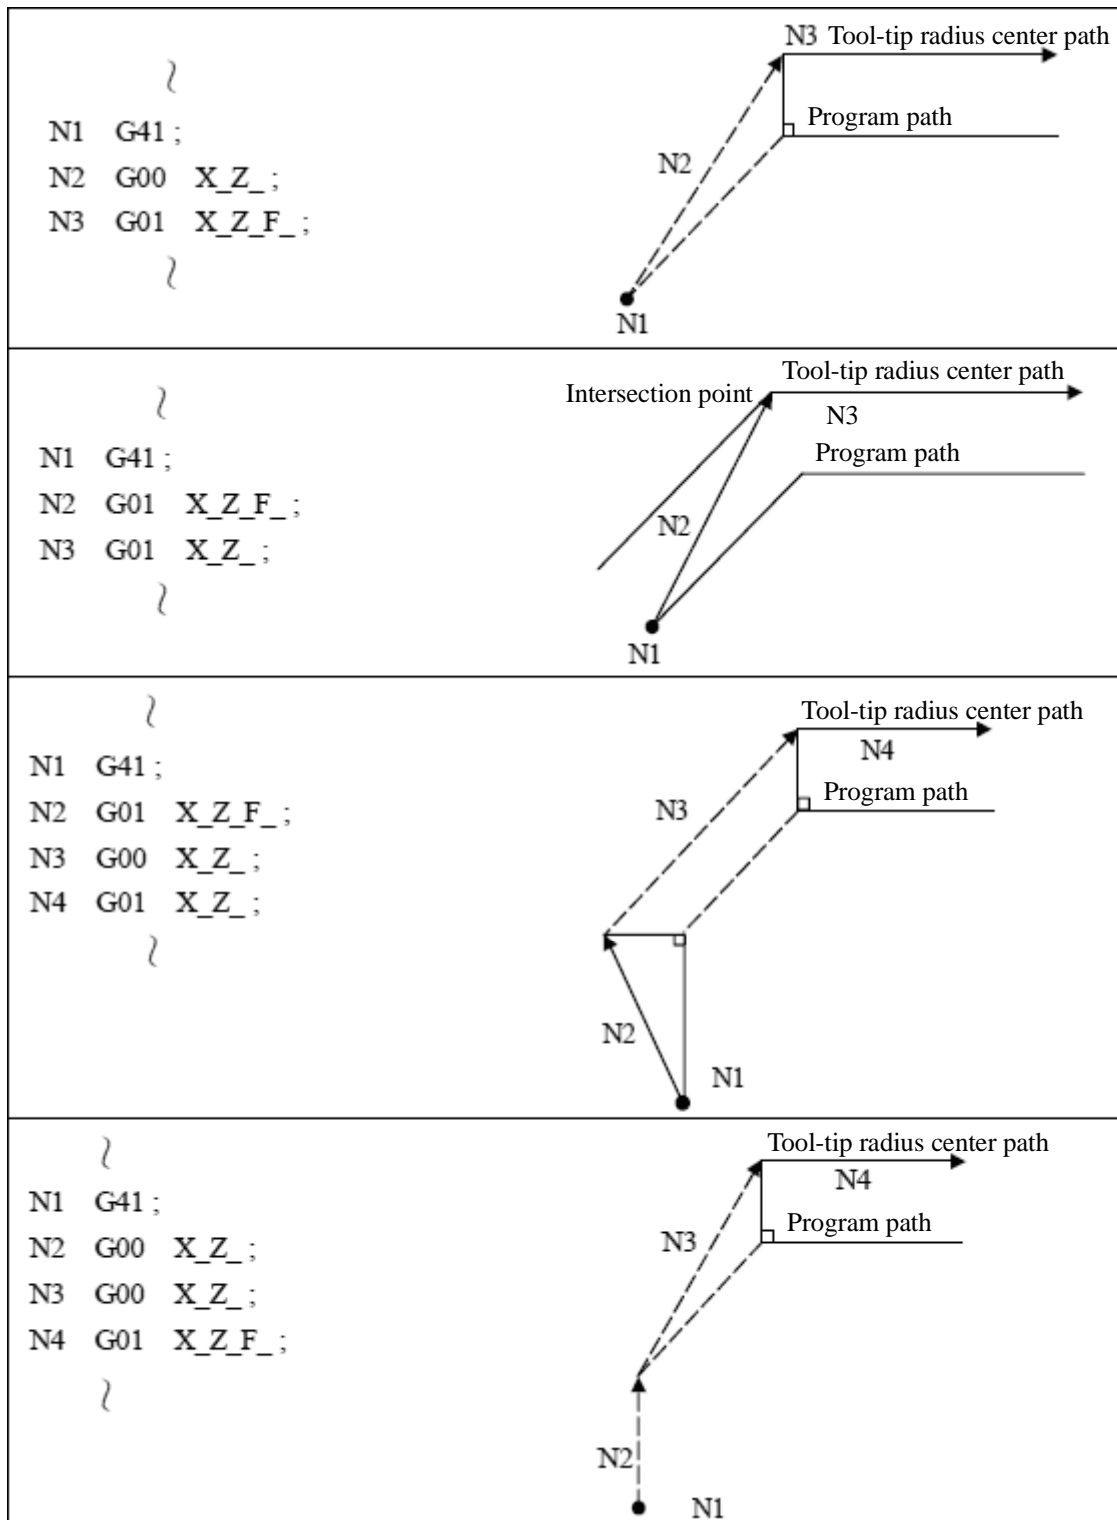 N1 G41 ;
N2 G00 X_Z_ ;
N3 G01 X_Z_F_ ;
N3 Tool-tip radius center path
Program path
N2
N1
N1 G41 ;
N2 G01 X_Z_F_ ;
N3 G01 X_Z_ ;
Tool-tip radius center path
Intersection point
N3
Program path
N2
N1
N1 G41 ;
N2 G01 X_Z_F_ ;
N3 G00 X_Z_ ;
N4 G01 X_Z_ ;
Tool-tip radius center path
N4
Program path
N3
N2
N1
N1 G41 ;
N2 G00 X_Z_ ;
N3 G00 X_Z_ ;
N4 G01 X_Z_F_ ;
Tool-tip radius center path
N4
Program path
N3
N2
N1